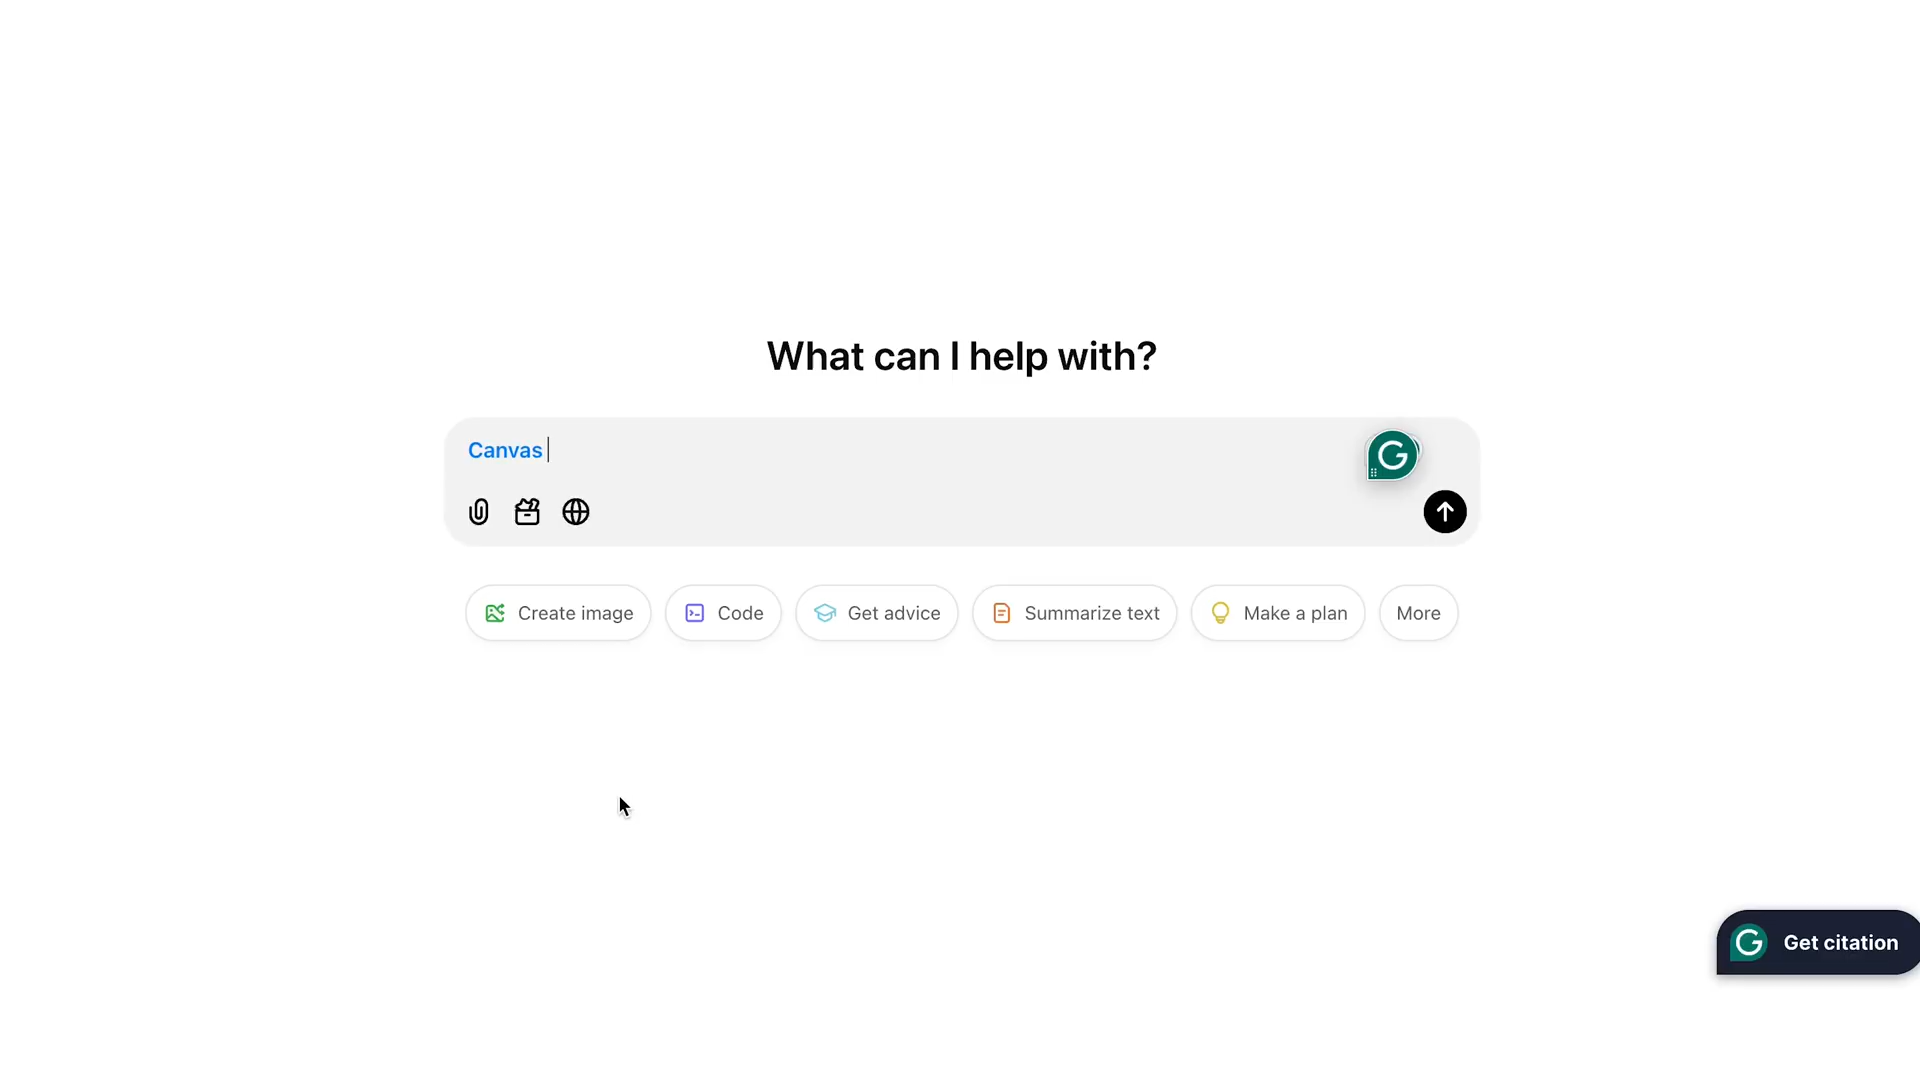 What can I help with?
Canvas
Create image
Code
Get advice
Summarize text
Make a plan
More
Get citation